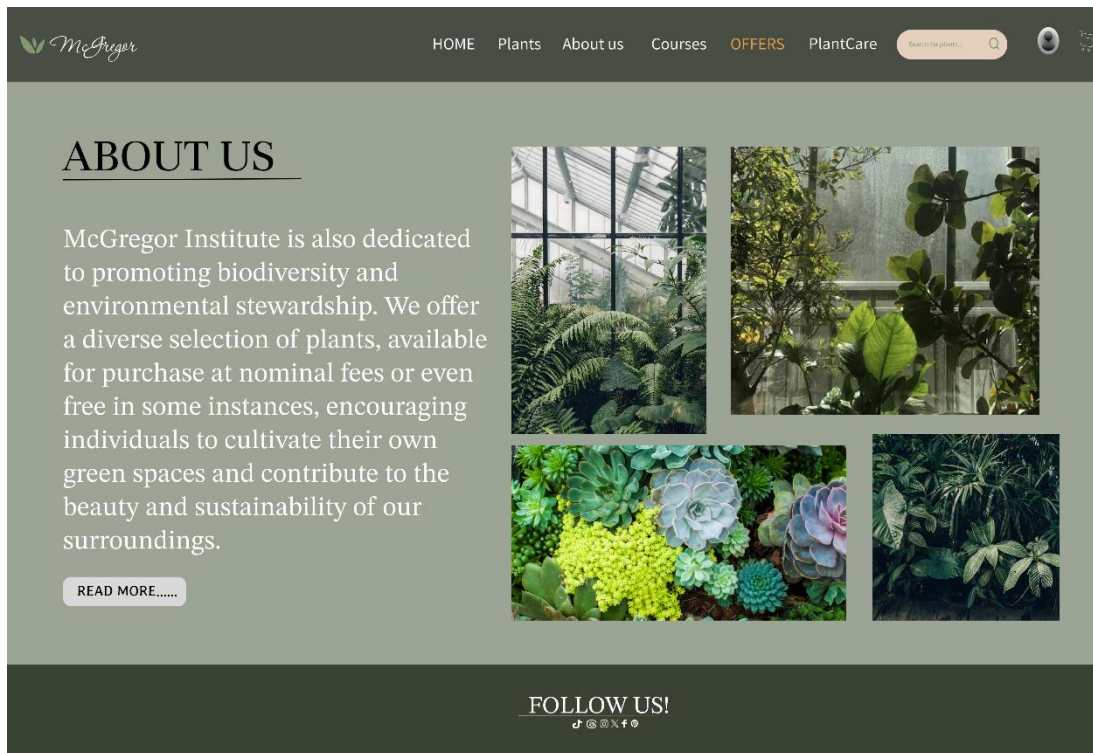 McGregor
HOME Plants About us Courses OFFERS PlantCare Search for plants...
ABOUT US
McGregor Institute is also dedicated
to promoting biodiversity and
environmental stewardship. We offer
a diverse selection of plants, available
for purchase at nominal fees or even
free in some instances, encouraging
individuals to cultivate their own
green spaces and contribute to the
beauty and sustainability of our
surroundings.
READ MORE......
FOLLOW US!